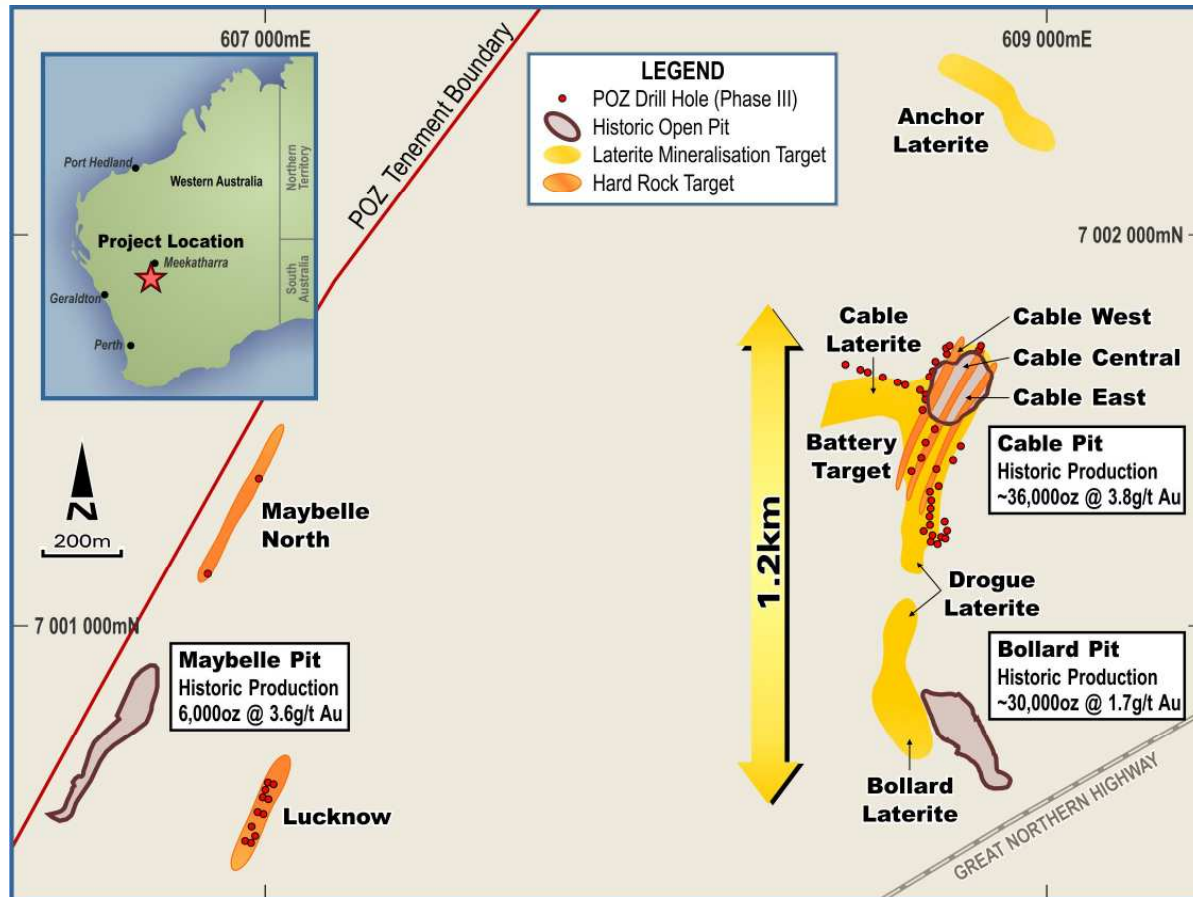 607 000mE
609 000mE
POZ Tenement Boundary
LEGEND
POZ Drill Hole (Phase III)
Historic Open Pit
Laterite Mineralisation Target
Hard Rock Target
Port Hedland
Western Australia
Northern
Territory
Project Location
Meekatharra
Geraldton
South
Australia
Perth
Anchor
Laterite
7 002 000mN
Cable
Laterite
Cable West
Cable Central
Cable East
Battery
Target
Cable Pit
Historic Production
~36,000oz @ 3.8g/t Au
N
200m
Maybelle
North
1.2km
Drogue
Laterite
7 001 000mN
Maybelle Pit
Historic Production
6,000oz @ 3.6g/t Au
Bollard Pit
Historic Production
~30,000oz @ 1.7g/t Au
Lucknow
Bollard
Laterite
GREAT NORTHERN HIGHWAY